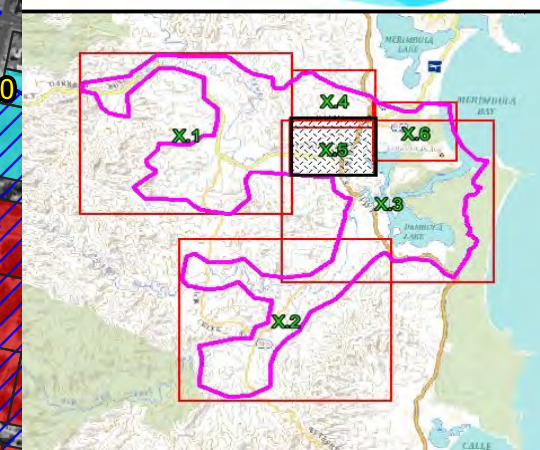 0
MERIMBULA
LAKE
MERIMBULA
BAY
X.4
X.6
X.1
X.5
X.3
PAMBULA
LAKE
X.2
CALLE